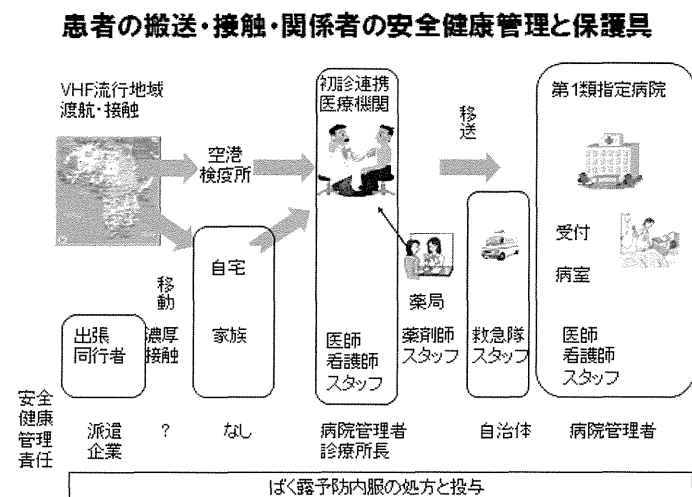 患者の搬送・接触・関係者の安全健康管理と保護具
VHF流行地域
渡航・接触
空港
検疫所
初診連携
医療機関
移送
第1類指定病院
移
動
自宅
薬局
受付
病室
出張
同行者
濃厚
接触
家族
医師
看護師
スタッフ
薬剤師
スタッフ
救急隊
スタッフ
医師
看護師
スタッフ
安全
健康
管理
責任
派遣
企業
?
なし
病院管理者
診療所長
自治体
病院管理者
ばく露予防内服の処方と投与